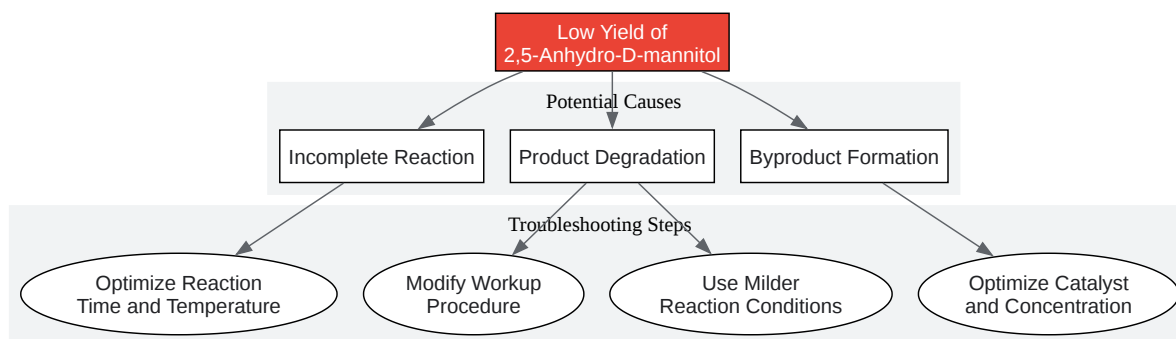 Low Yield of
2,5-Anhydro-D-mannitol
Potential Causes
Incomplete Reaction
Product Degradation
Byproduct Formation
Troubleshooting Steps
Optimize Reaction
Time and Temperature
Modify Workup
Procedure
Use Milder
Reaction Conditions
Optimize Catalyst
and Concentration